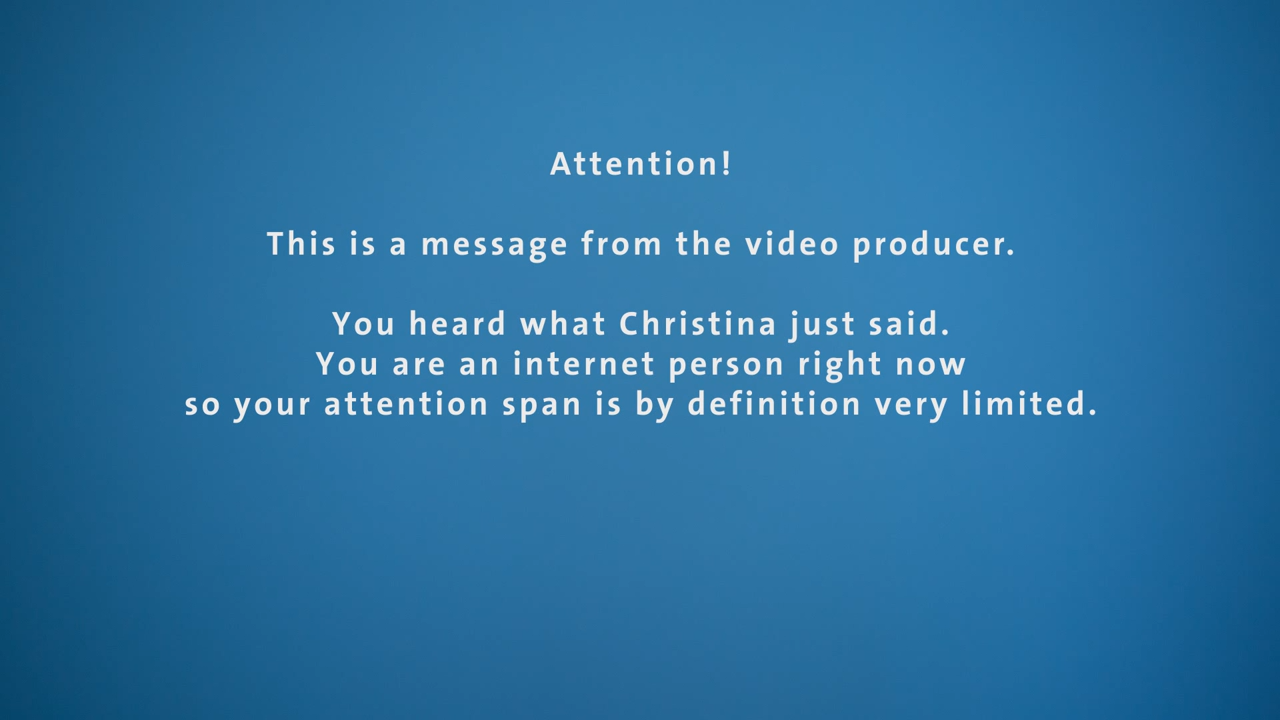 Attention!
This is a message from the video producer.
You heard what Christina just said.
You are an internet person right now
so your attention span is by definition very limited.